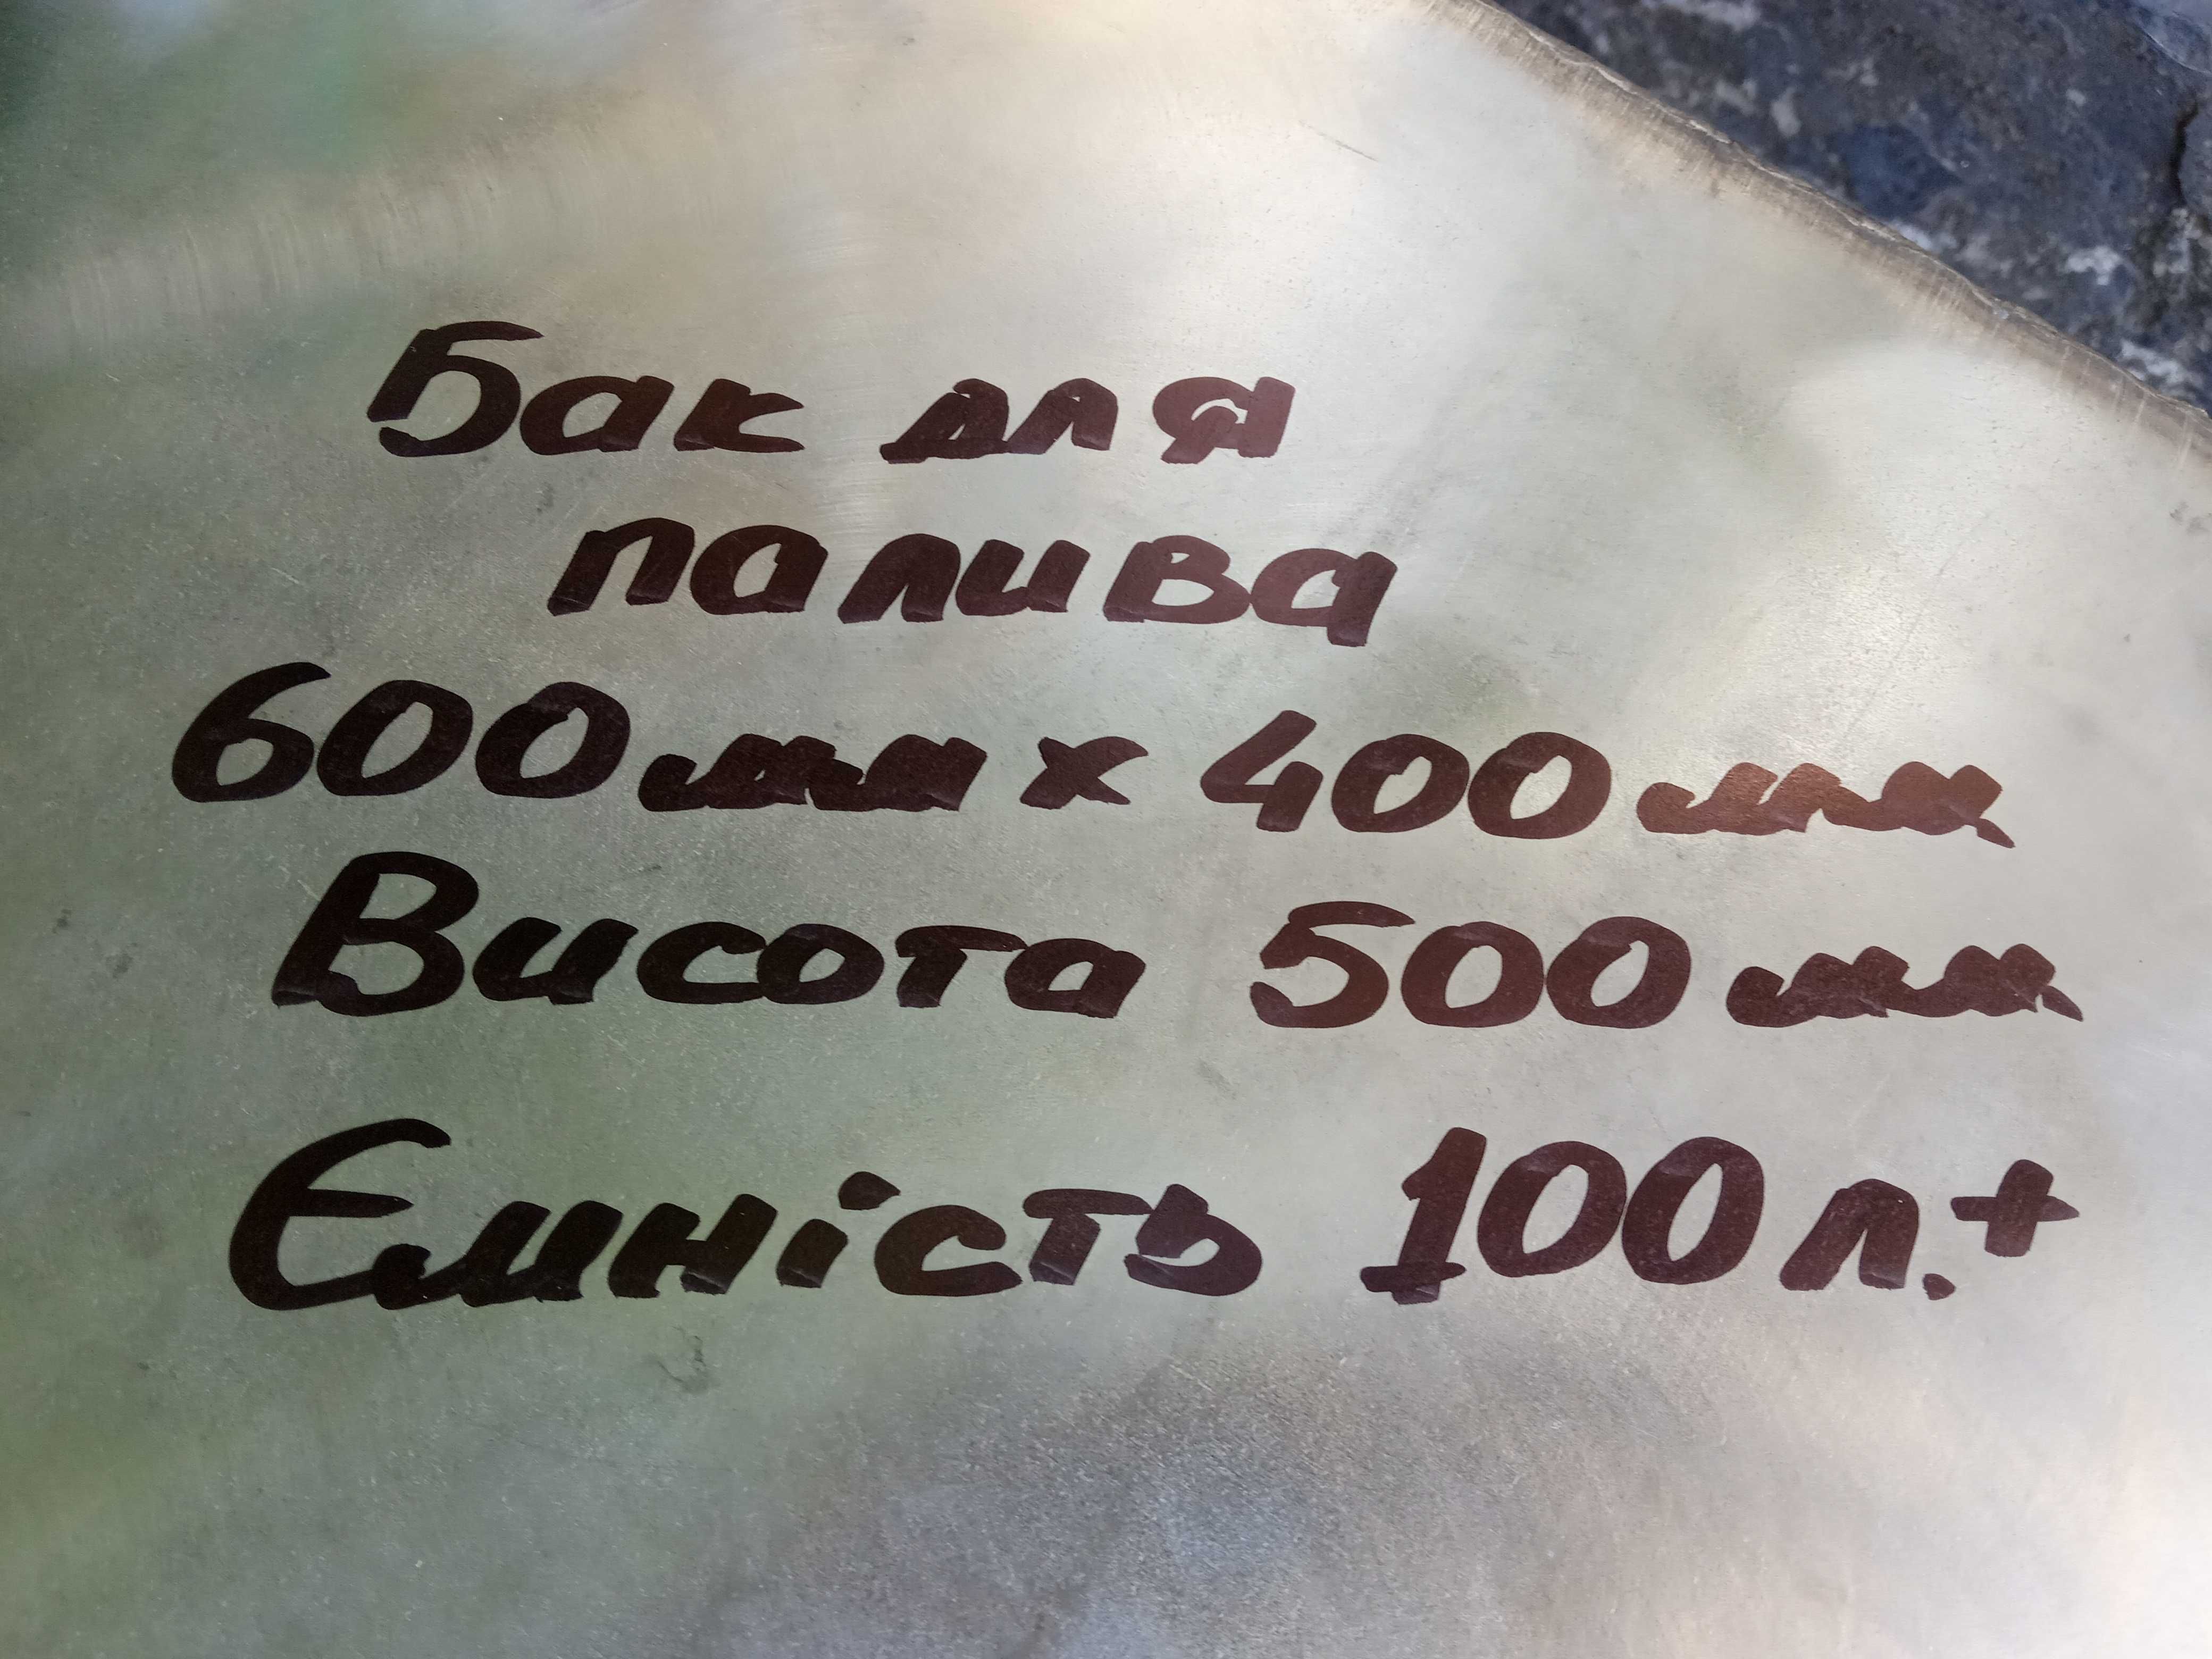 Бак для
палива
600мм х 400мм
Висота 500мм
Ємність 100л.+